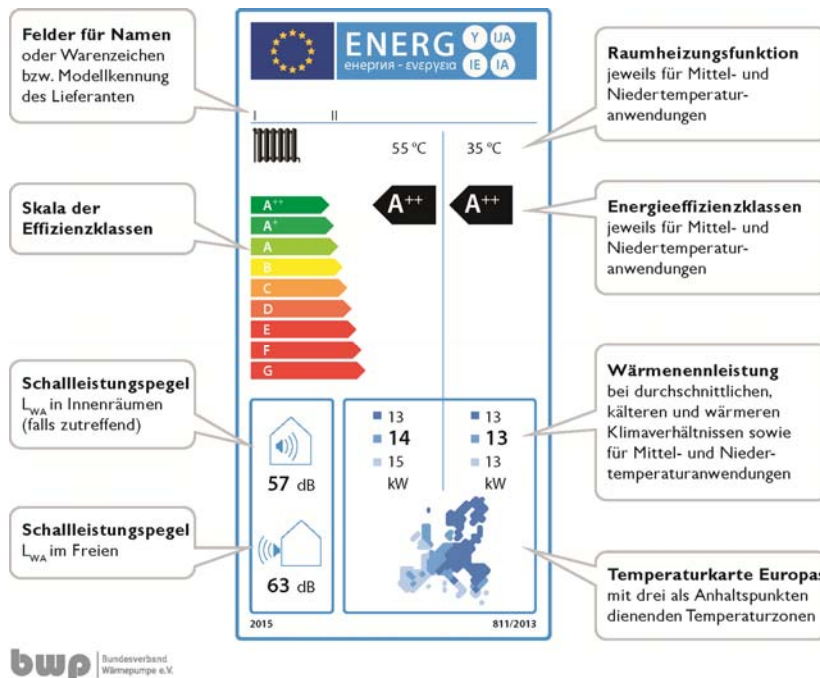 Felder für Namen
oder Warenzeichen
bzw. Modellkennung
des Lieferanten
Skala der
Effizienzklassen
Schallleistungspegel
LWA in Innenräumen
(falls zutreffend)
Schallleistungspegel
LWA im Freien
ENERG
енергия - ενεργεια
Y IJA
IE IA
I II
55 °C 35 °C
A++ A++
A++
A+
A
B
C
D
E
F
G
57 dB
63 dB
13 13
14 13
15 13
kW kW
2015 811/2013
Raumheizungsfunktion
jeweils für Mittel- und
Niedertemperatur-
anwendungen
Energieeffizienzklassen
jeweils für Mittel- und
Niedertemperatur-
anwendungen
Wärmenennleistung
bei durchschnittlichen,
kälteren und wärmeren
Klimaverhältnissen sowie
für Mittel- und Nieder-
temperaturanwendungen
Temperaturkarte Europas
mit drei als Anhaltspunkten
dienenden Temperaturzonen
bwp Bundesverband
Wärmepumpe e.V.